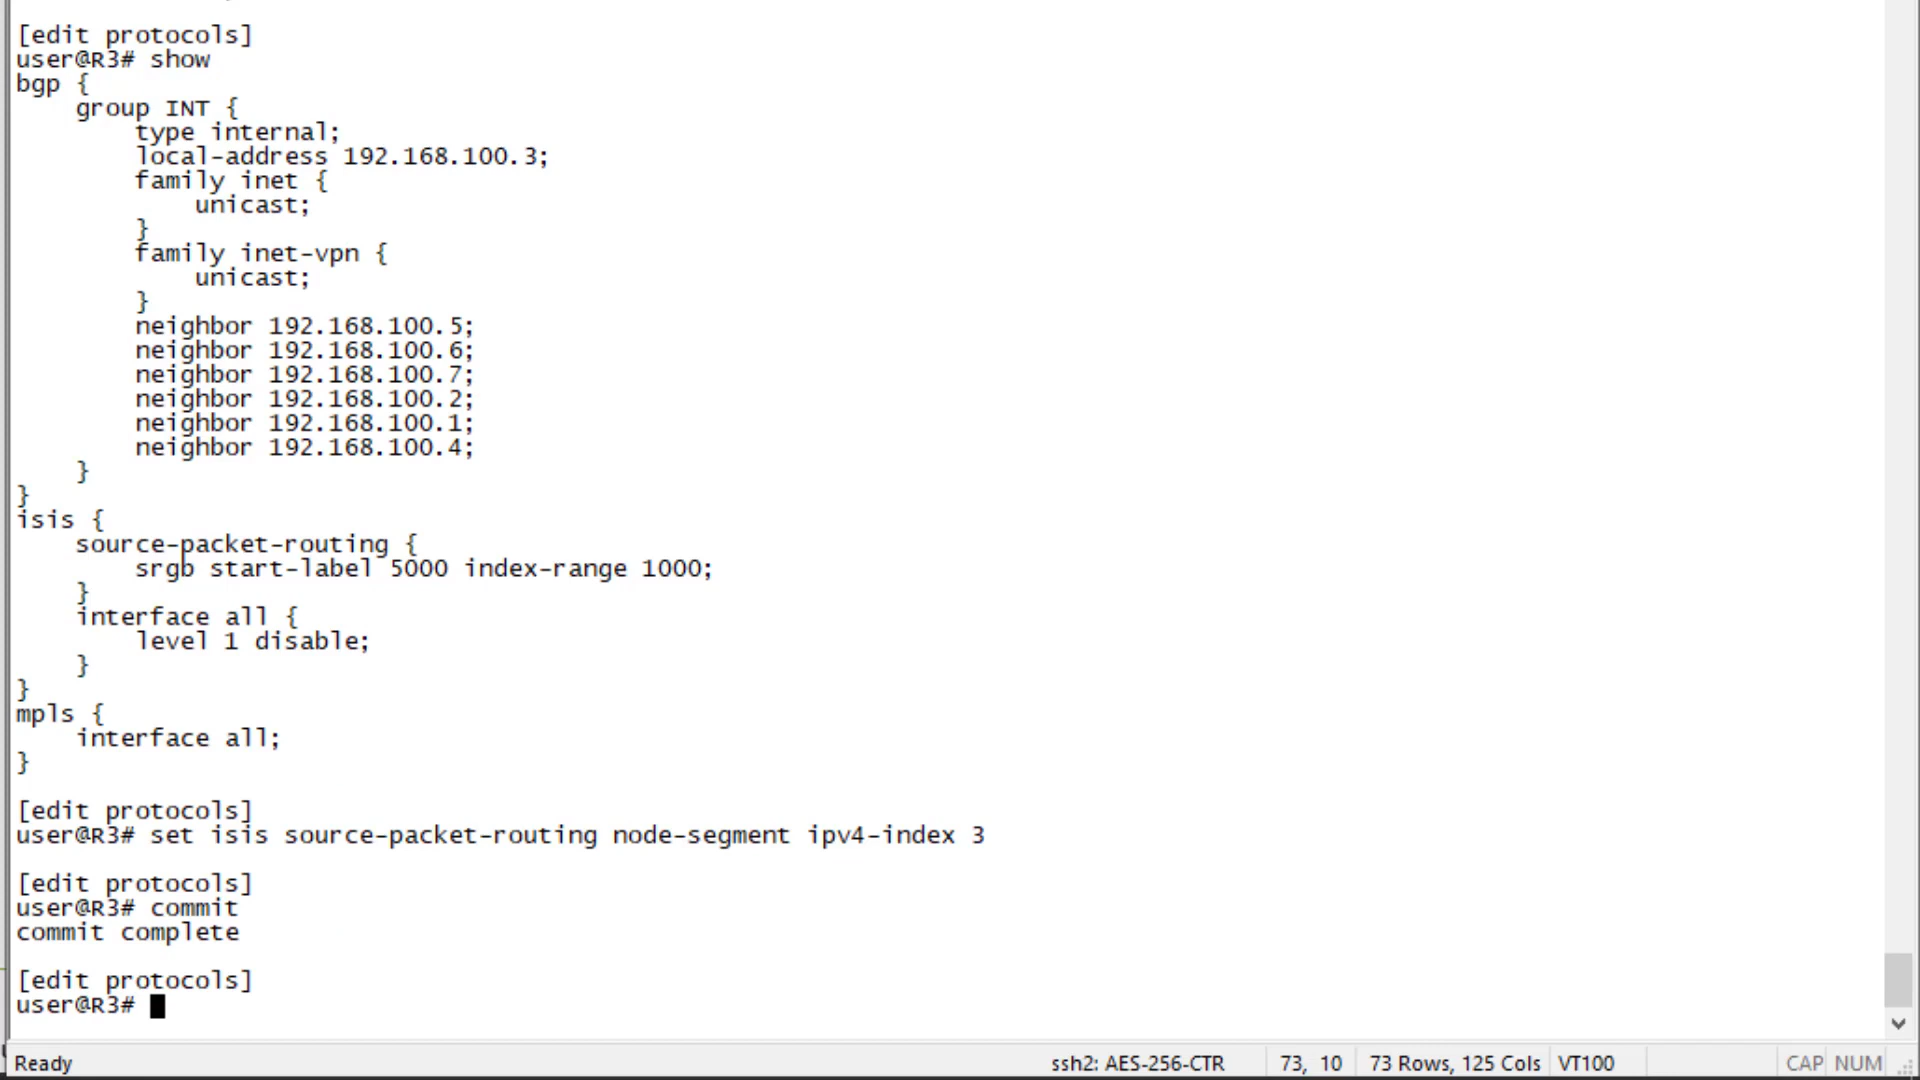 [edit protocols]
user@R3# show
bgp {
    group INT {
        type internal;
        local-address 192.168.100.3;
        family inet {
            unicast;
        }
        family inet-vpn {
            unicast;
        }
        neighbor 192.168.100.5;
        neighbor 192.168.100.6;
        neighbor 192.168.100.7;
        neighbor 192.168.100.2;
        neighbor 192.168.100.1;
        neighbor 192.168.100.4;
    }
}
isis {
    source-packet-routing {
        srgb start-label 5000 index-range 1000;
    }
    interface all {
        level 1 disable;
    }
}
mpls {
    interface all;
}
[edit protocols]
user@R3# set isis source-packet-routing node-segment ipv4-index 3
[edit protocols]
user@R3# commit
commit complete
[edit protocols]
user@R3#
Ready ssh2: AES-256-CTR 73, 10 73 Rows, 125 Cols VT100 CAP NUM